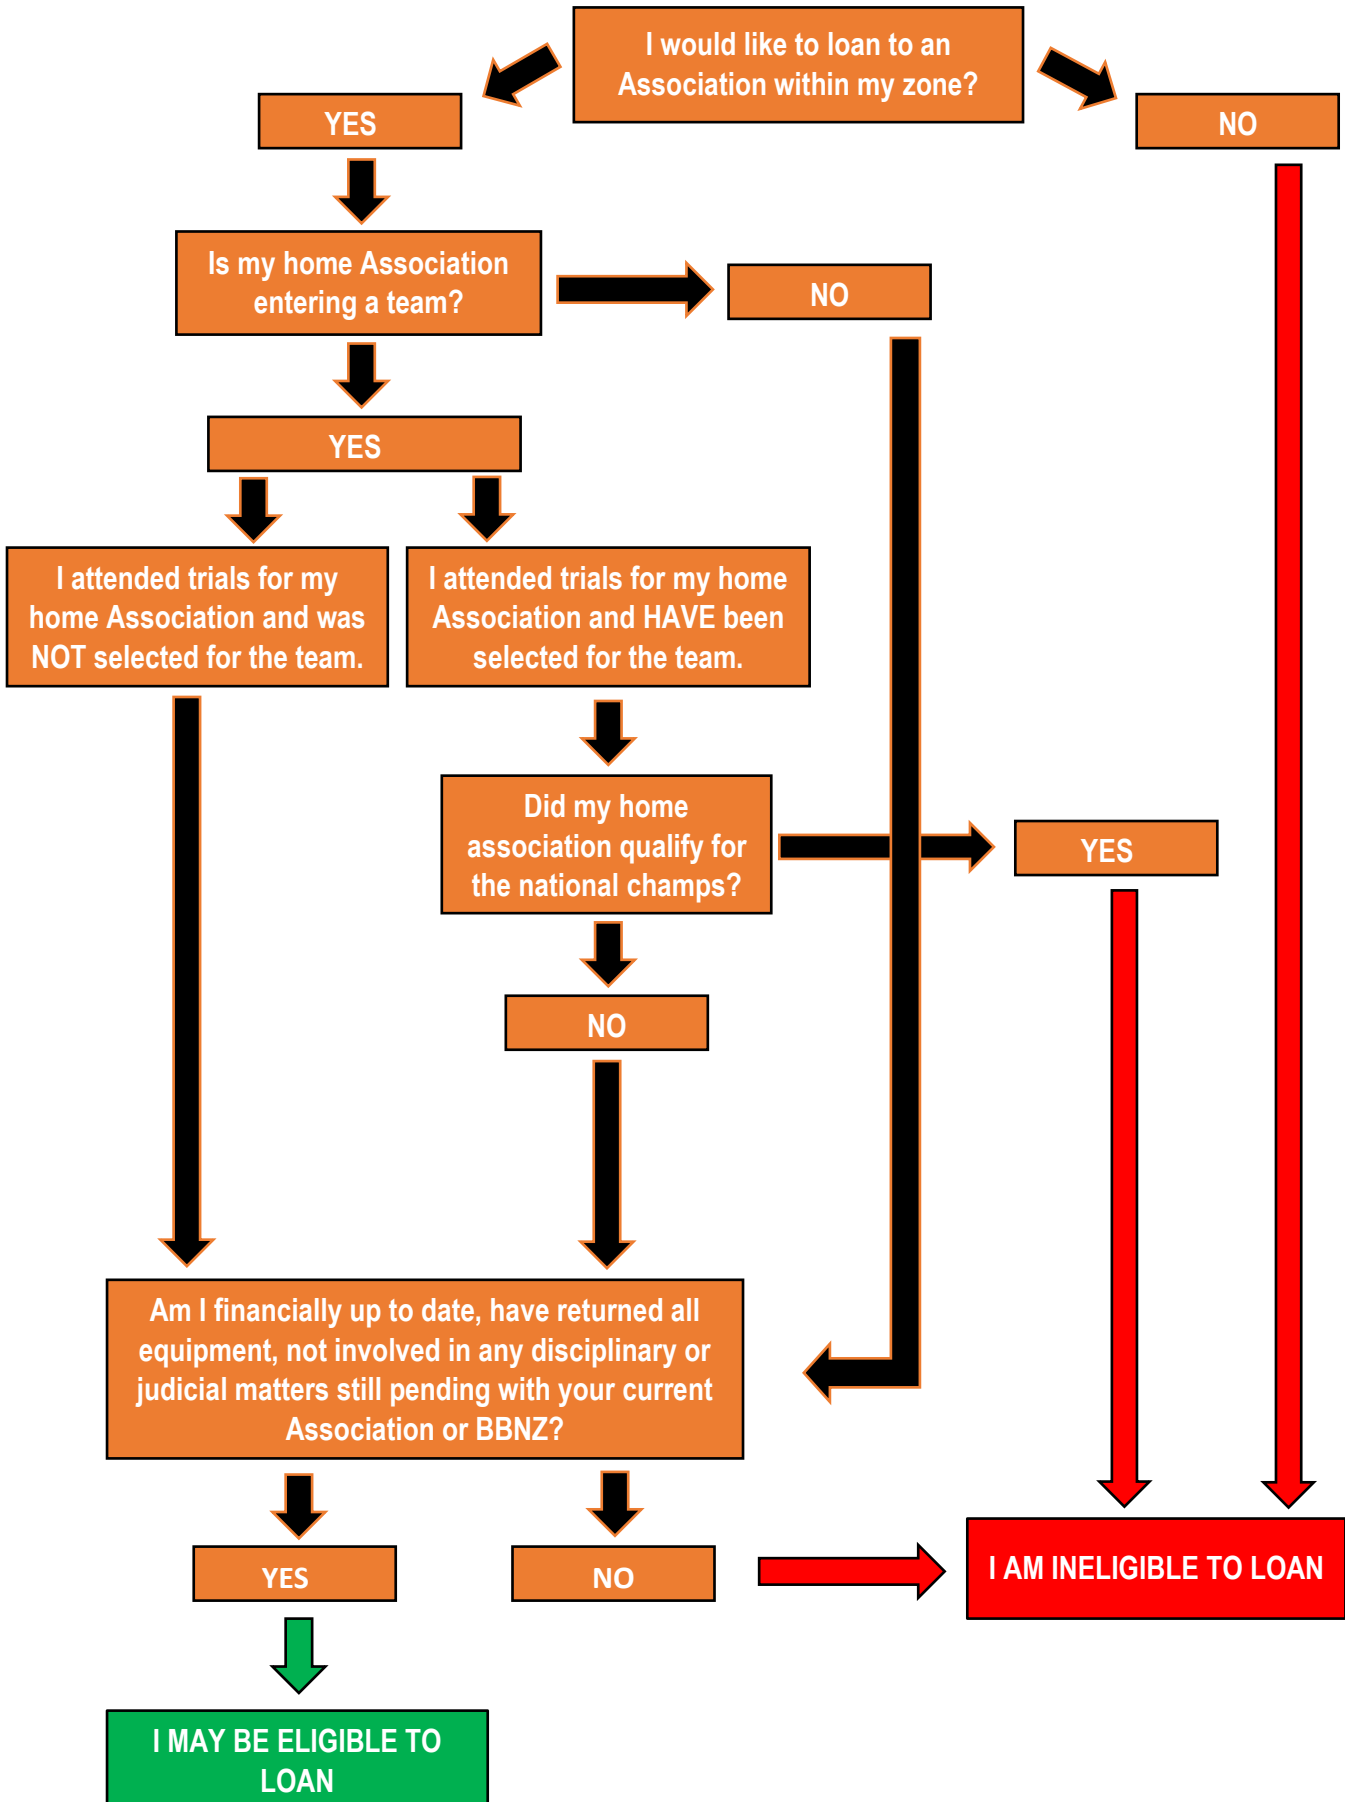 I would like to loan to an
Association within my zone?
YES
NO
Is my home Association
entering a team?
NO
YES
I attended trials for my
home Association and was
NOT selected for the team.
I attended trials for my home
Association and HAVE been
selected for the team.
Did my home
association qualify for
the national champs?
YES
NO
Am I financially up to date, have returned all
equipment, not involved in any disciplinary or
judicial matters still pending with your current
Association or BBNZ?
YES
NO
I AM INELIGIBLE TO LOAN
I MAY BE ELIGIBLE TO
LOAN